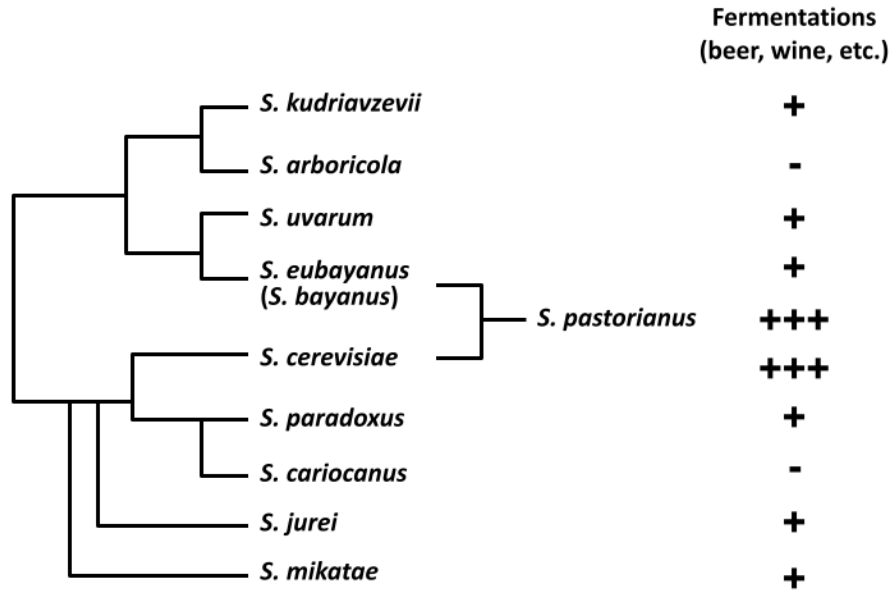 Fermentations
(beer, wine, etc.)
S. kudriavzevii +
S. arboricola -
S. uvarum +
S. eubayanus +
(S. bayanus)
S. pastorianus +++
S. cerevisiae +++
S. paradoxus +
S. cariocanus -
S. jurei +
S. mikatae +